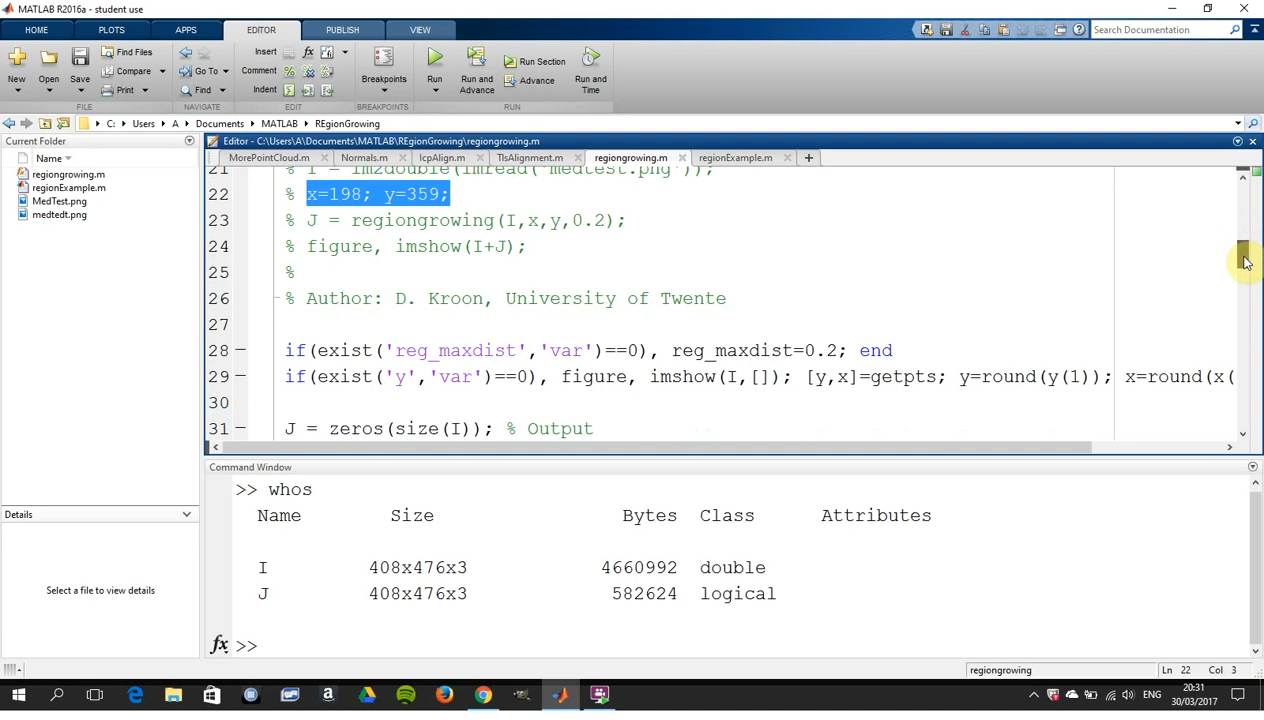 MATLAB R2016a - student use
HOME PLOTS APPS EDITOR PUBLISH VIEW Search Documentation
New Open Save Find Files Compare Print
Go To Find
Insert fx
Comment
Indent
Breakpoints Run Run and Advance Run Section Advance Run and Time
FILE NAVIGATE EDIT BREAKPOINTS RUN
C: Users A Documents MATLAB REgionGrowing
Current Folder
Name
regiongrowing.m
regionExample.m
MedTest.png
medtedt.png
Details
Select a file to view details
Editor - C:\Users\A\Documents\MATLAB\REgionGrowing\regiongrowing.m
MorePointCloud.m Normals.m IcpAlign.m TlsAlignment.m regiongrowing.m regionExample.m +
21 % I = im2double(imread('medtest.png'));
22 % x=198; y=359;
23 % J = regiongrowing(I,x,y,0.2);
24 % figure, imshow(I+J);
25 %
26 % Author: D. Kroon, University of Twente
27
28 if(exist('reg_maxdist','var')==0), reg_maxdist=0.2; end
29 if(exist('y','var')==0), figure, imshow(I,[]); [y,x]=getpts; y=round(y(1)); x=round(x(
30
31 J = zeros(size(I)); % Output
Command Window
>> whos
Name Size Bytes Class Attributes
I 408x476x3 4660992 double
J 408x476x3 582624 logical
fx >>
regiongrowing Ln 22 Col 3
ENG 20:31
30/03/2017